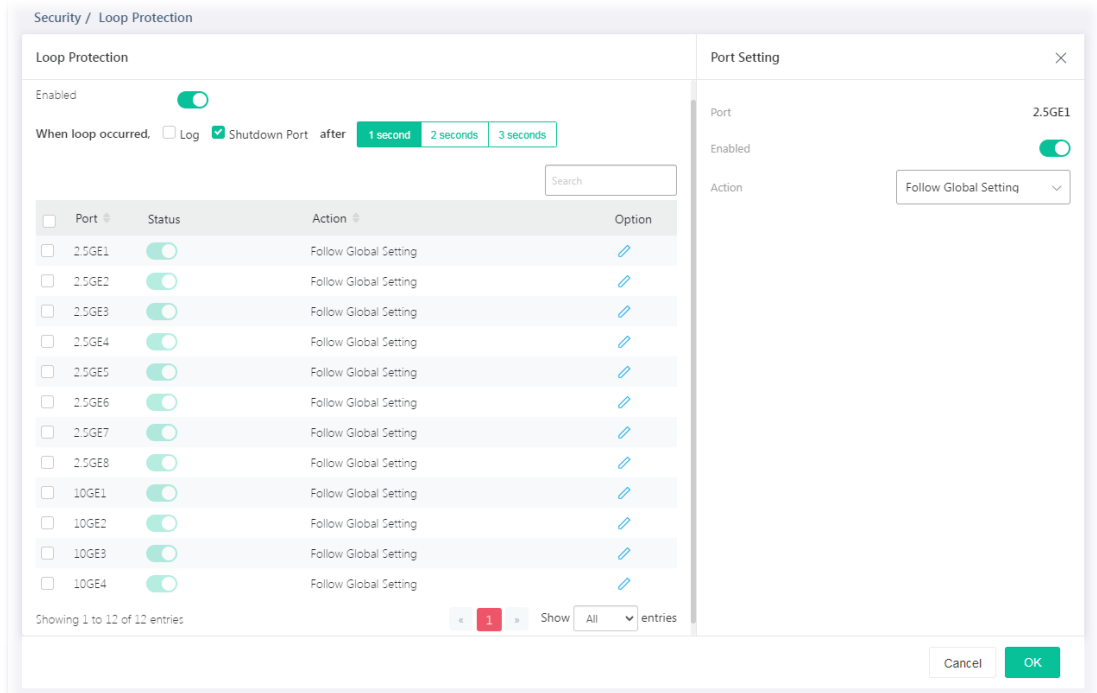 Security / Loop Protection
Loop Protection
Enabled
When loop occurred, Log Shutdown Port after 1 second 2 seconds 3 seconds
Search
Port Status Action Option
2.5GE1 Follow Global Setting
2.5GE2 Follow Global Setting
2.5GE3 Follow Global Setting
2.5GE4 Follow Global Setting
2.5GE5 Follow Global Setting
2.5GE6 Follow Global Setting
2.5GE7 Follow Global Setting
2.5GE8 Follow Global Setting
10GE1 Follow Global Setting
10GE2 Follow Global Setting
10GE3 Follow Global Setting
10GE4 Follow Global Setting
Showing 1 to 12 of 12 entries « 1 » Show All entries
Port Setting
Port 2.5GE1
Enabled
Action Follow Global Setting
Cancel OK